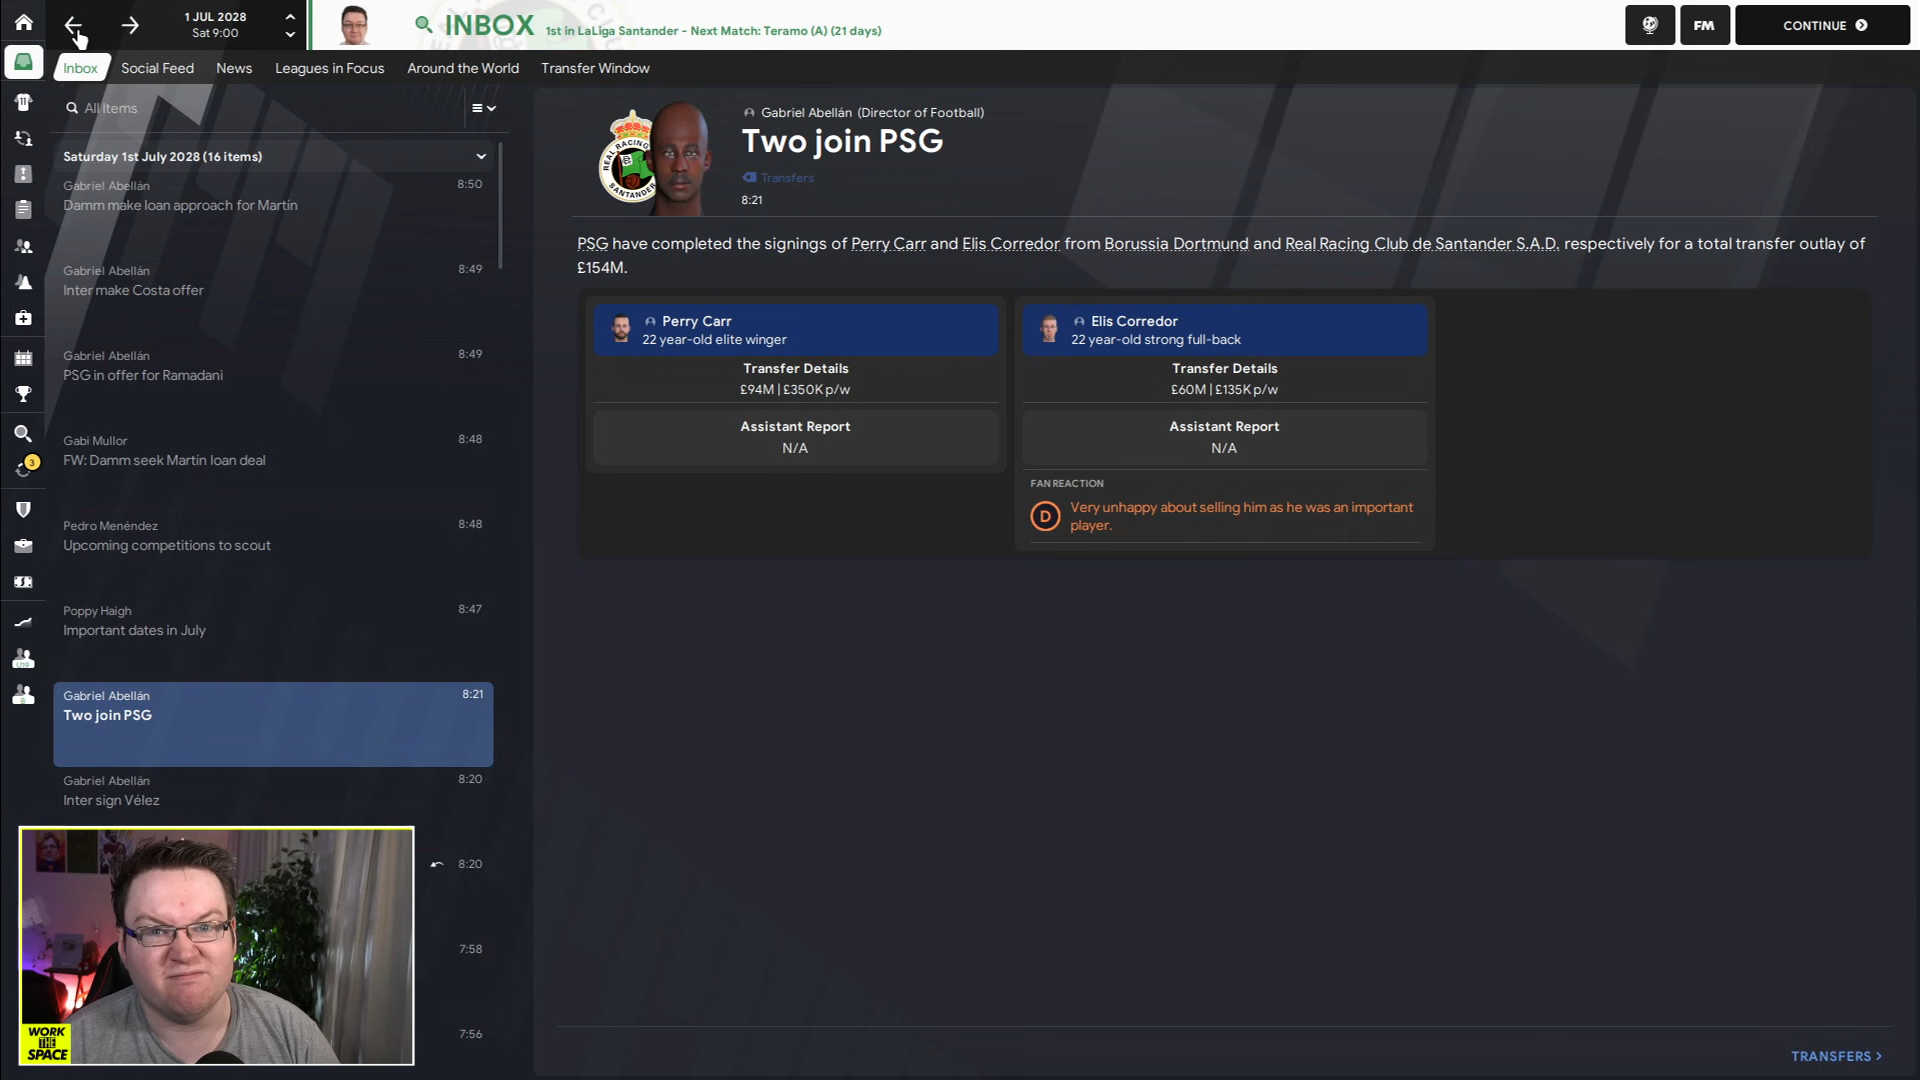 1 JUL 2028
Sat 9:00
INBOX
1st in LaLiga Santander - Next Match: Teramo (A) (21 days)
FM
CONTINUE
Inbox
Social Feed
News
Leagues in Focus
Around the World
Transfer Window
All Items
Saturday 1st July 2028 (16 items)
Gabriel Abellán
8:50
Damm make loan approach for Martín
Gabriel Abellán
8:49
Inter make Costa offer
Gabriel Abellán
8:49
PSG in offer for Ramadani
Gabi Mullor
8:48
FW: Damm seek Martín loan deal
3
Pedro Menéndez
8:48
Upcoming competitions to scout
Poppy Haigh
8:47
Important dates in July
Gabriel Abellán
8:21
Two join PSG
Gabriel Abellán
8:20
Inter sign Vélez
8:20
7:58
7:56
WORK
THE
SPACE
REAL RACING
SANTANDER
Gabriel Abellán (Director of Football)
Two join PSG
Transfers
8:21
PSG have completed the signings of Perry Carr and Elis Corredor from Borussia Dortmund and Real Racing Club de Santander S.A.D. respectively for a total transfer outlay of
£154M.
Perry Carr
22 year-old elite winger
Transfer Details
£94M | £350K p/w
Assistant Report
N/A
Elis Corredor
22 year-old strong full-back
Transfer Details
£60M | £135K p/w
Assistant Report
N/A
FAN REACTION
D
Very unhappy about selling him as he was an important
player.
TRANSFERS >